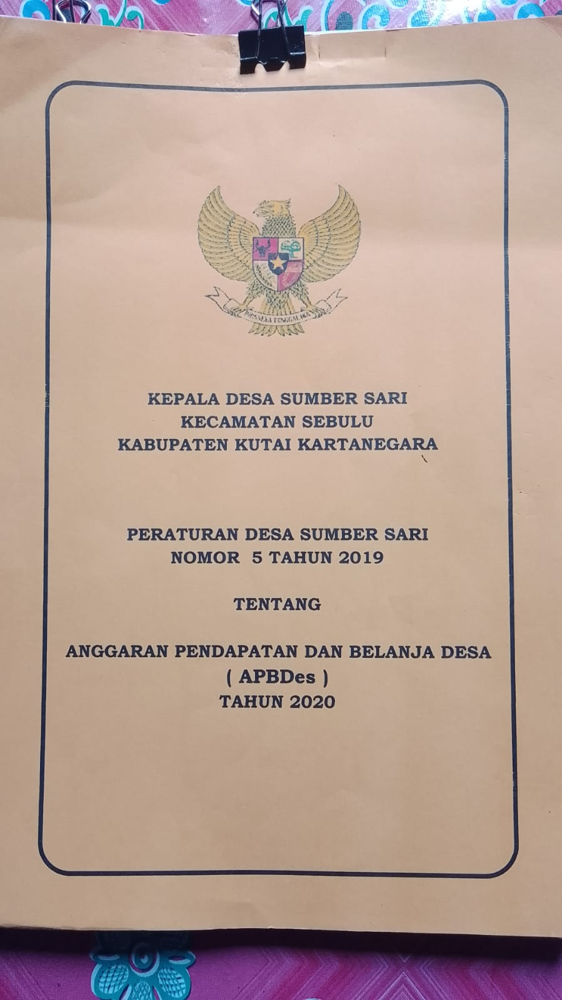 BHINNEKA TUNGGAL IKA
KEPALA DESA SUMBER SARI
KECAMATAN SEBULU
KABUPATEN KUTAI KARTANEGARA
PERATURAN DESA SUMBER SARI
NOMOR 5 TAHUN 2019
TENTANG
ANGGARAN PENDAPATAN DAN BELANJA DESA
( APBDes )
TAHUN 2020